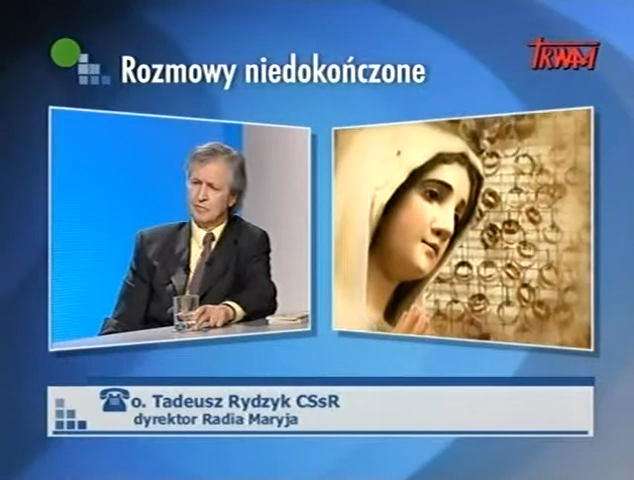 Rozmowy niedokończone
TRWAM
o. Tadeusz Rydzyk CSsR
dyrektor Radia Maryja